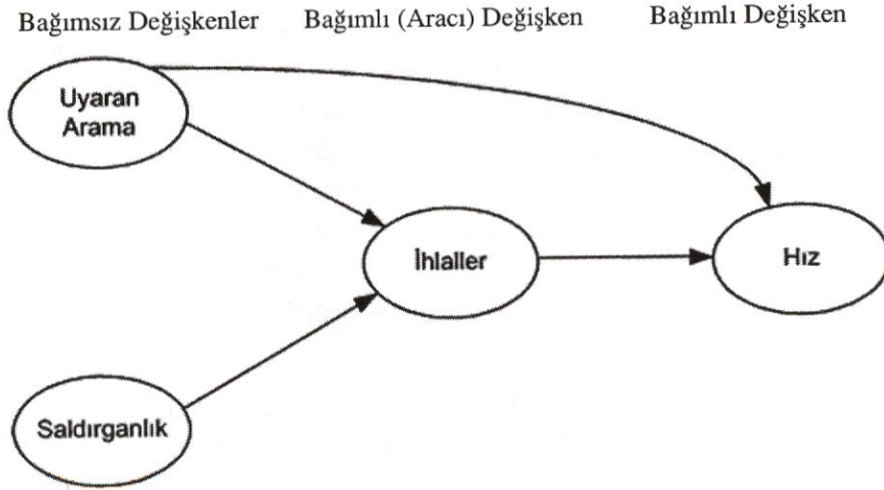 Bağımsız Değişkenler Bağımlı (Aracı) Değişken Bağımlı Değişken
Uyaran
Arama
İhlaller
Hız
Saldırganlık